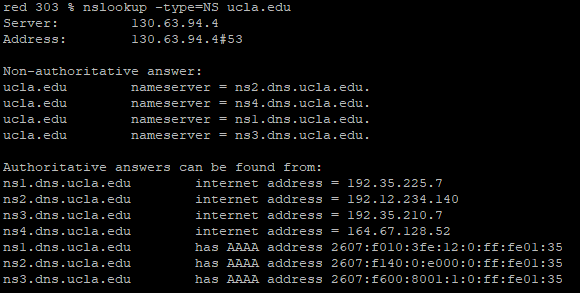 red 303 % nslookup -type=NS ucla.edu
Server: 130.63.94.4
Address: 130.63.94.4#53
Non-authoritative answer:
ucla.edu nameserver = ns2.dns.ucla.edu.
ucla.edu nameserver = ns4.dns.ucla.edu.
ucla.edu nameserver = ns1.dns.ucla.edu.
ucla.edu nameserver = ns3.dns.ucla.edu.
Authoritative answers can be found from:
ns1.dns.ucla.edu internet address = 192.35.225.7
ns2.dns.ucla.edu internet address = 192.12.234.140
ns3.dns.ucla.edu internet address = 192.35.210.7
ns4.dns.ucla.edu internet address = 164.67.128.52
ns1.dns.ucla.edu has AAAA address 2607:f010:3fe:12:0:ff:fe01:35
ns2.dns.ucla.edu has AAAA address 2607:f140:0:e000:0:ff:fe01:35
ns3.dns.ucla.edu has AAAA address 2607:f600:8001:1:0:ff:fe01:35